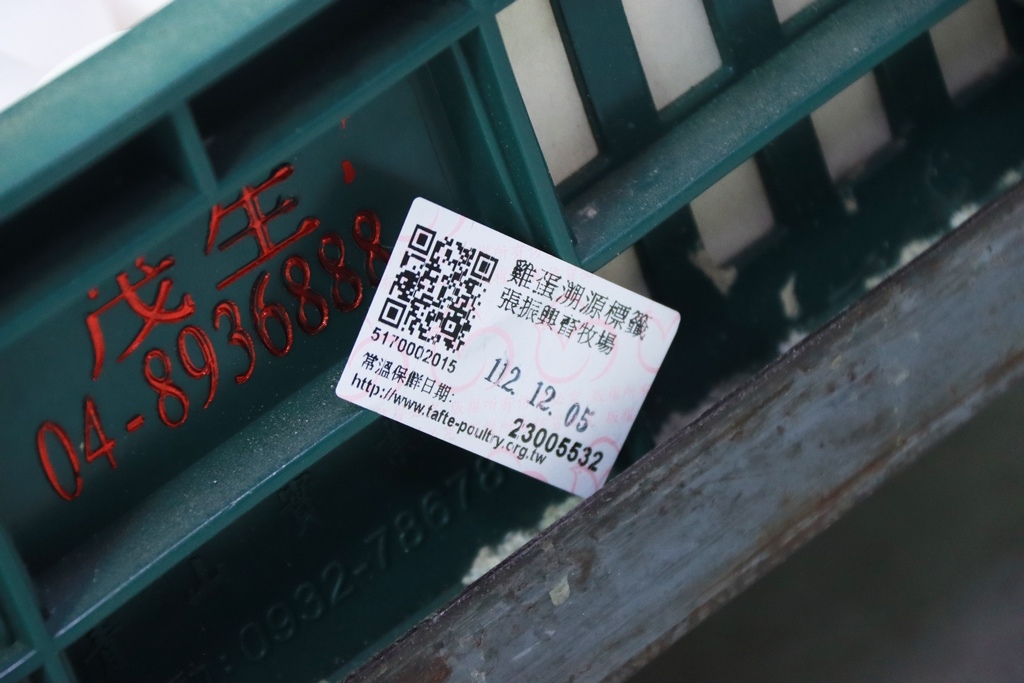 茂生
04-8936888
雞蛋溯源標籤
張振興畜牧場
5170002015
常溫保鮮日期:
112.12.05
http://www.tafte-poultry.org.tw
23005532
0932-78678